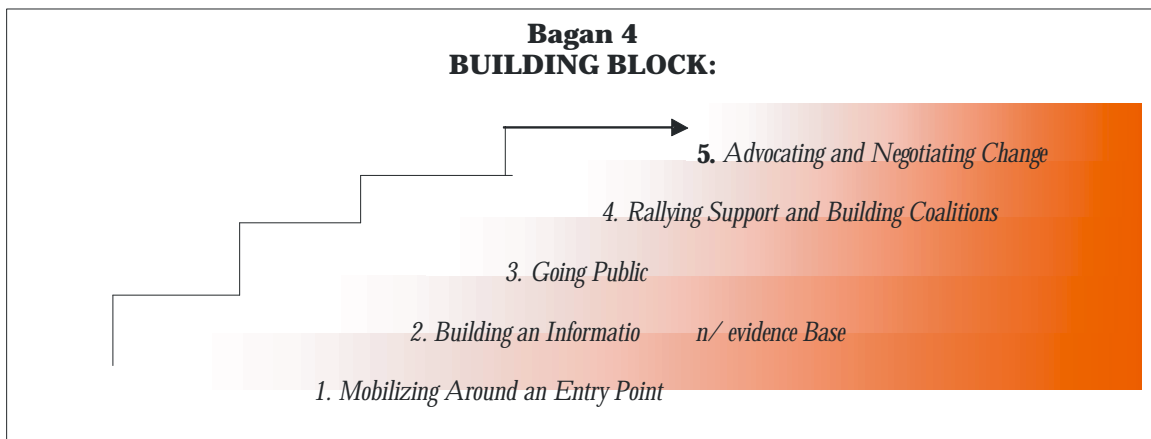 Bagan 4
BUILDING BLOCK:
5. Advocating and Negotiating Change
4. Rallying Support and Building Coalitions
3. Going Public
2. Building an Informatio n/ evidence Base
1. Mobilizing Around an Entry Point